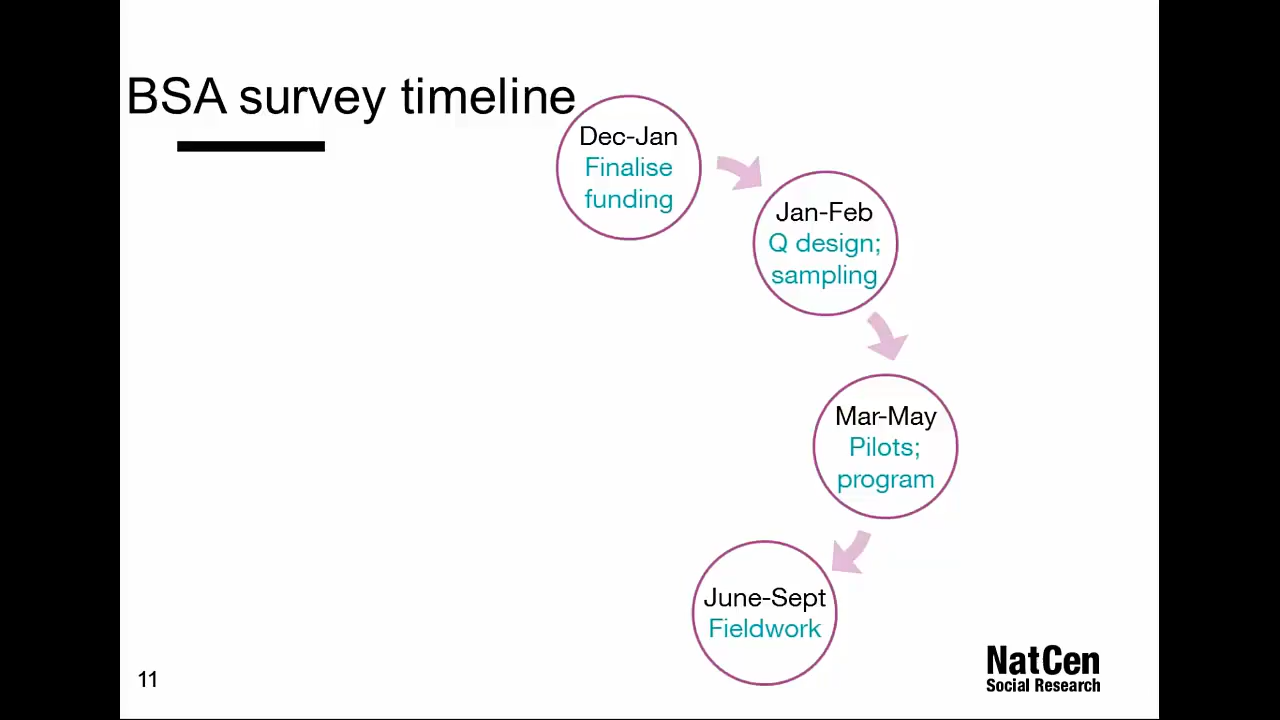 BSA survey timeline
Dec-Jan
Finalise
funding
Jan-Feb
Q design;
sampling
Mar-May
Pilots;
program
June-Sept
Fieldwork
11
NatCen
Social Research